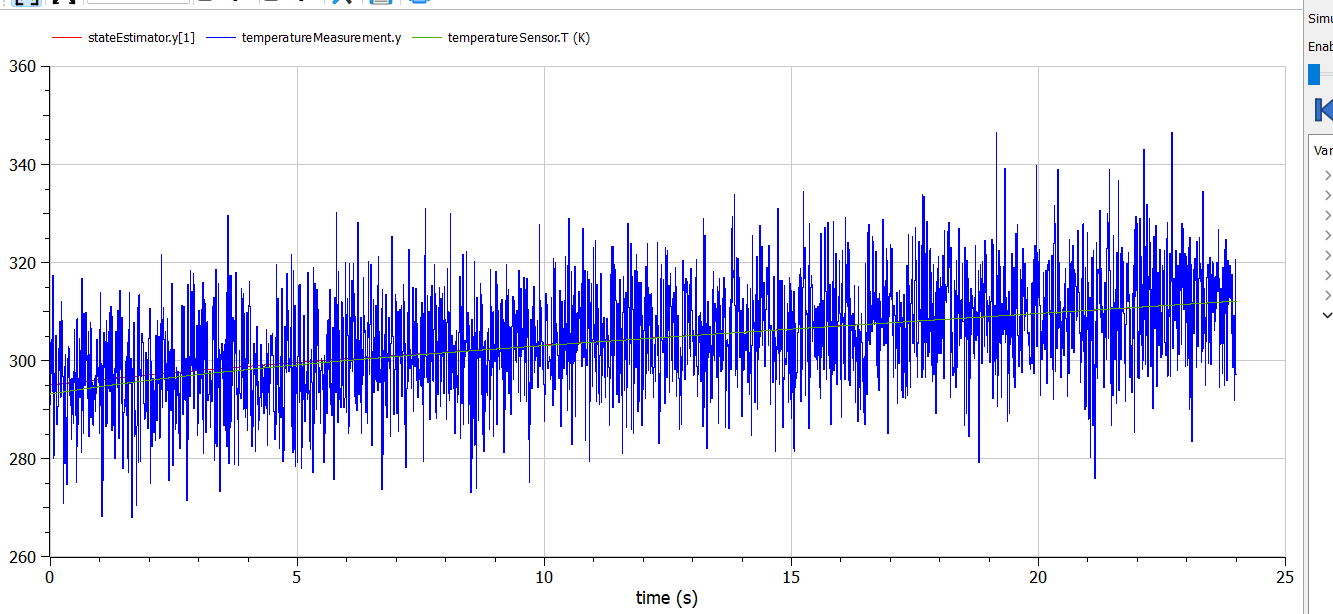 stateEstimator.y[1] temperatureMeasurement.y temperatureSensor.T (K)
Simu
Enab
Var
360
340
320
300
280
260
0 5 10 15 20 25
time (s)